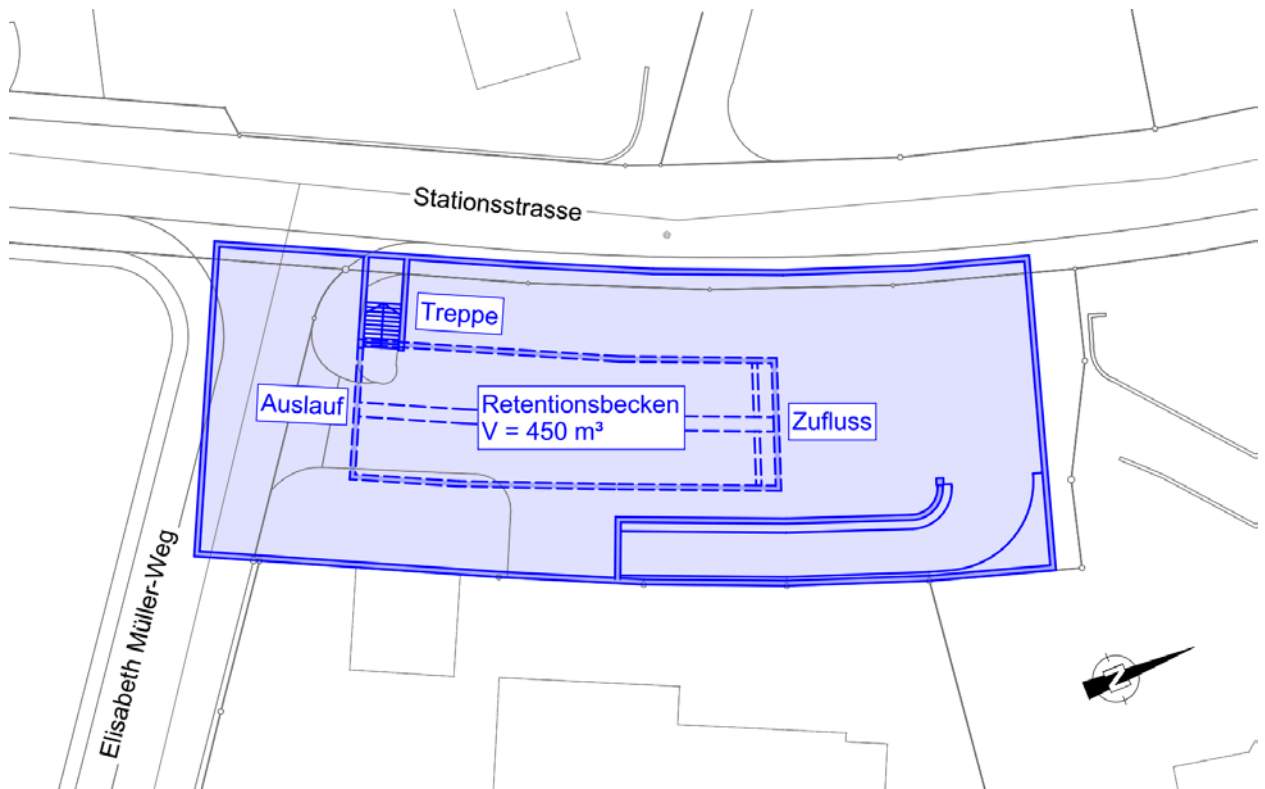 Stationsstrasse
Treppe
Auslauf
Retentionsbecken
V = 450 m³
Zufluss
Elisabeth Müller-Weg
N